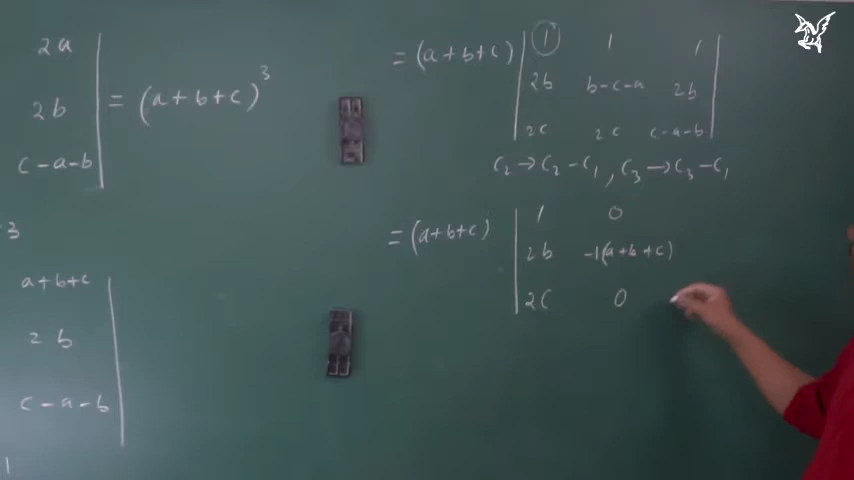 2a
2b = (a+b+c)³
c-a-b
3
a+b+c
2b
c-a-b
1
= (a+b+c) | 1 1 1 |
2b b-c-a 2b
2c 2c c-a-b
C₂→C₂-C₁, C₃→C₃-C₁
= (a+b+c) | 1 0
2b -1(a+b+c)
2c 0